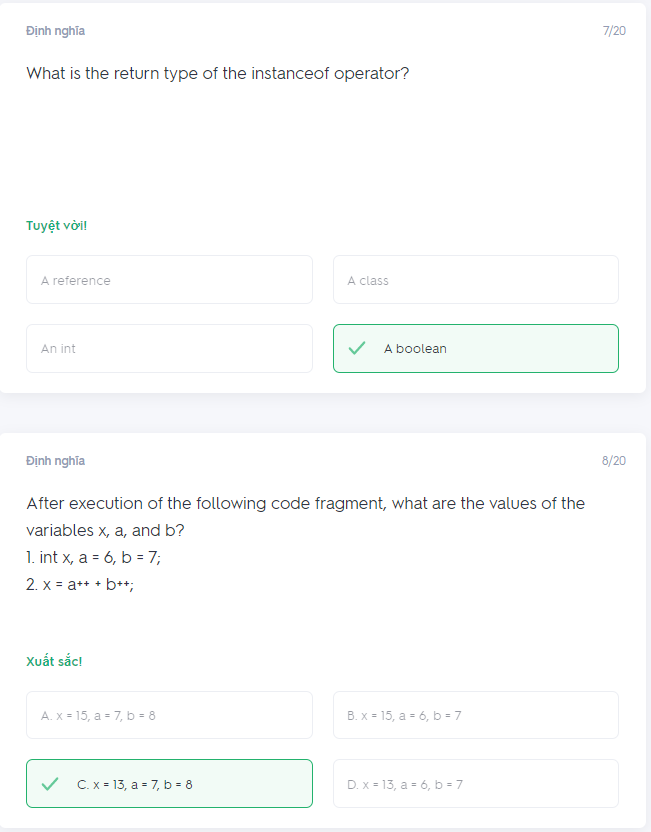 Định nghĩa 7/20
What is the return type of the instanceof operator?
Tuyệt vời!
A reference A class
An int A boolean
Định nghĩa 8/20
After execution of the following code fragment, what are the values of the
variables x, a, and b?
1. int x, a = 6, b = 7;
2. x = a++ + b++;
Xuất sắc!
A. x = 15, a = 7, b = 8 B. x = 15, a = 6, b = 7
C. x = 13, a = 7, b = 8 D. x = 13, a = 6, b = 7